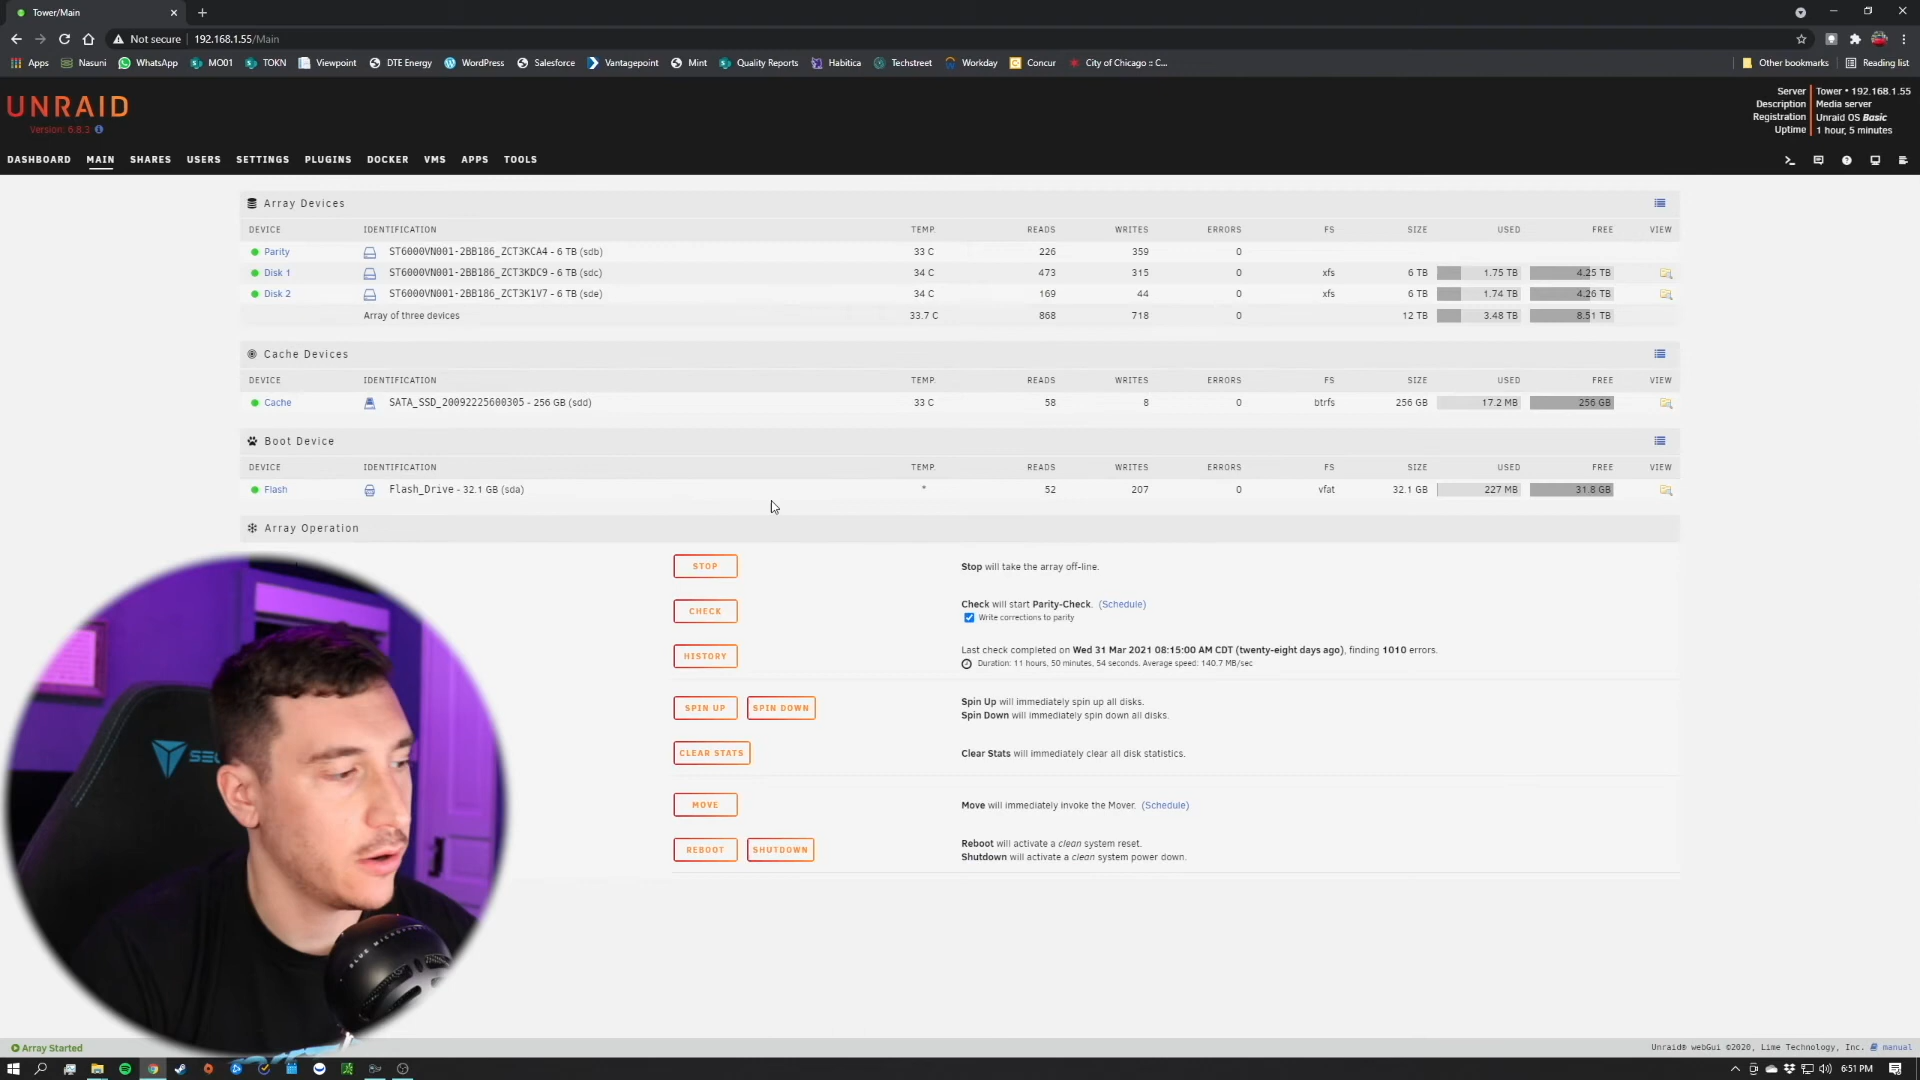 Tower/Main
Not secure 192.168.1.55/Main
Apps Nasuni WhatsApp MO01 TOKN Viewpoint DTE Energy WordPress Salesforce Vantagepoint Mint Quality Reports Habitica Techstreet Workday Concur City of Chicago :: C... Other bookmarks Reading list
UNRAID
Version: 6.8.3
Server Tower • 192.168.1.55
Description Media server
Registration Unraid OS Basic
Uptime 1 hour, 5 minutes
DASHBOARD MAIN SHARES USERS SETTINGS PLUGINS DOCKER VMS APPS TOOLS
Array Devices
DEVICE IDENTIFICATION TEMP. READS WRITES ERRORS FS SIZE USED FREE VIEW
Parity ST6000VN001-2BB186_ZCT3KCA4 - 6 TB (sdb) 33 C 226 359 0
Disk 1 ST6000VN001-2BB186_ZCT3KDC9 - 6 TB (sdc) 34 C 473 315 0 xfs 6 TB 1.75 TB 4.25 TB
Disk 2 ST6000VN001-2BB186_ZCT3K1V7 - 6 TB (sde) 34 C 169 44 0 xfs 6 TB 1.74 TB 4.26 TB
Array of three devices 33.7 C 868 718 0 12 TB 3.48 TB 8.51 TB
Cache Devices
DEVICE IDENTIFICATION TEMP. READS WRITES ERRORS FS SIZE USED FREE VIEW
Cache SATA_SSD_20092225600305 - 256 GB (sdd) 33 C 58 8 0 btrfs 256 GB 17.2 MB 256 GB
Boot Device
DEVICE IDENTIFICATION TEMP. READS WRITES ERRORS FS SIZE USED FREE VIEW
Flash Flash_Drive - 32.1 GB (sda) * 52 207 0 vfat 32.1 GB 227 MB 31.8 GB
Array Operation
STOP Stop will take the array off-line.
CHECK Check will start Parity-Check. (Schedule)
Write corrections to parity
HISTORY Last check completed on Wed 31 Mar 2021 08:15:00 AM CDT (twenty-eight days ago), finding 1010 errors.
Duration: 11 hours, 50 minutes, 54 seconds. Average speed: 140.7 MB/sec
SPIN UP SPIN DOWN Spin Up will immediately spin up all disks.
Spin Down will immediately spin down all disks.
CLEAR STATS Clear Stats will immediately clear all disk statistics.
MOVE Move will immediately invoke the Mover. (Schedule)
REBOOT SHUTDOWN Reboot will activate a clean system reset.
Shutdown will activate a clean system power down.
BLUE MICROPHONES
Array Started
Unraid® webGui ©2020, Lime Technology, Inc. manual
6:51 PM